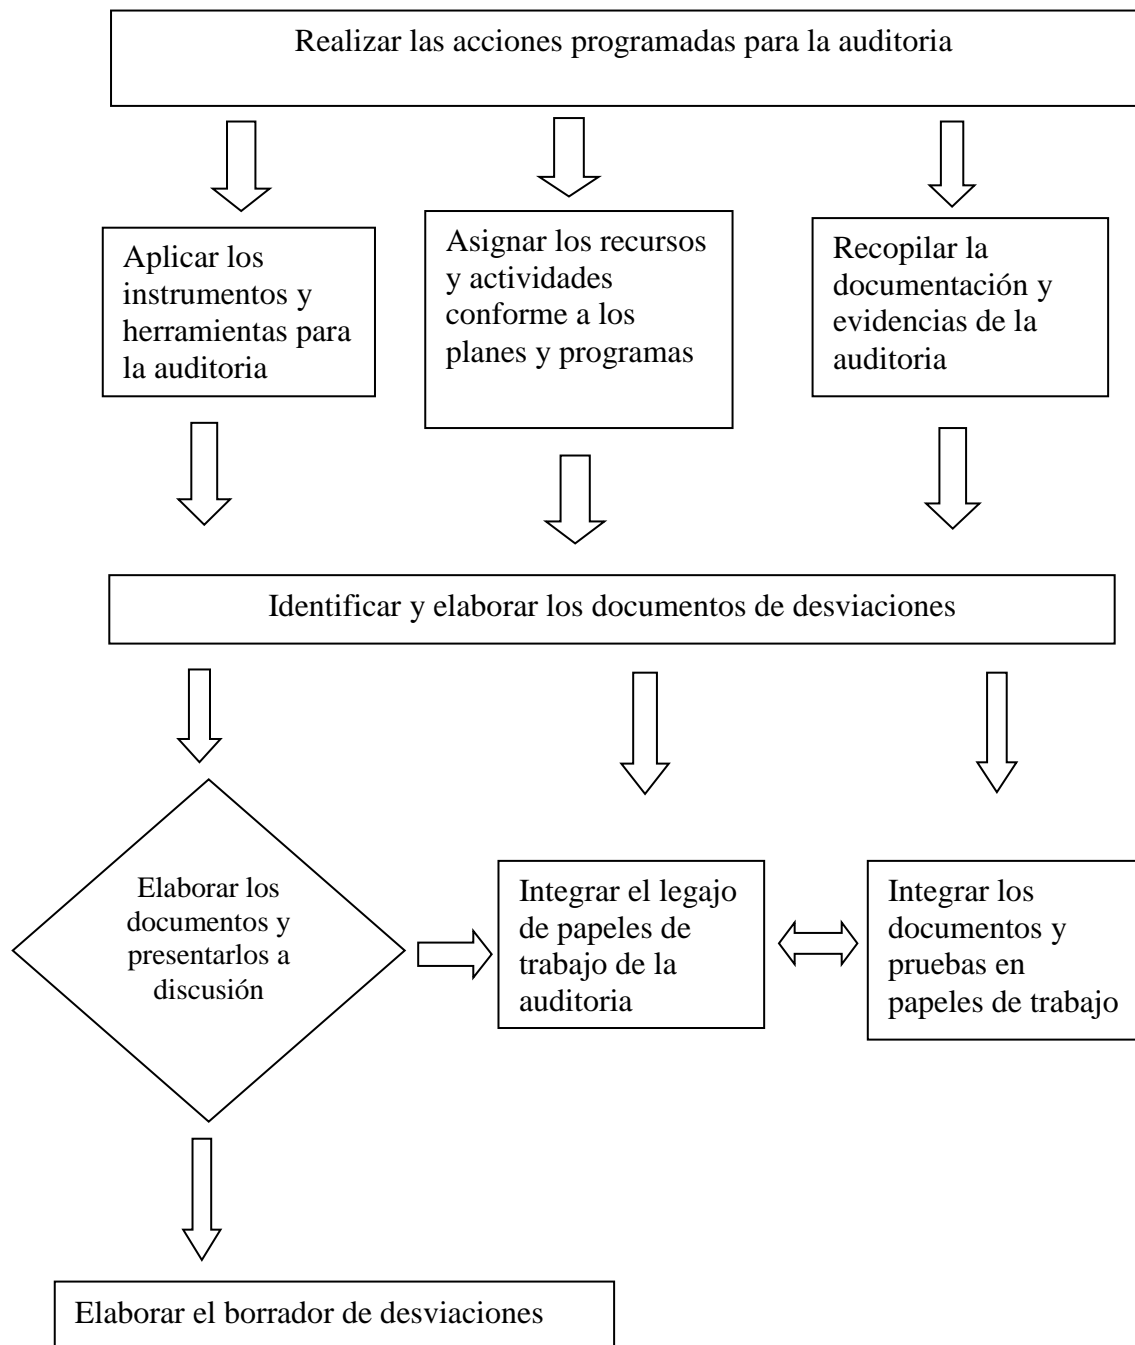 Realizar las acciones programadas para la auditoria
Aplicar los
instrumentos y
herramientas para
la auditoria
Asignar los recursos
y actividades
conforme a los
planes y programas
Recopilar la
documentación y
evidencias de la
auditoria
Identificar y elaborar los documentos de desviaciones
Elaborar los
documentos y
presentarlos a
discusión
Integrar el legajo
de papeles de
trabajo de la
auditoria
Integrar los
documentos y
pruebas en
papeles de trabajo
Elaborar el borrador de desviaciones